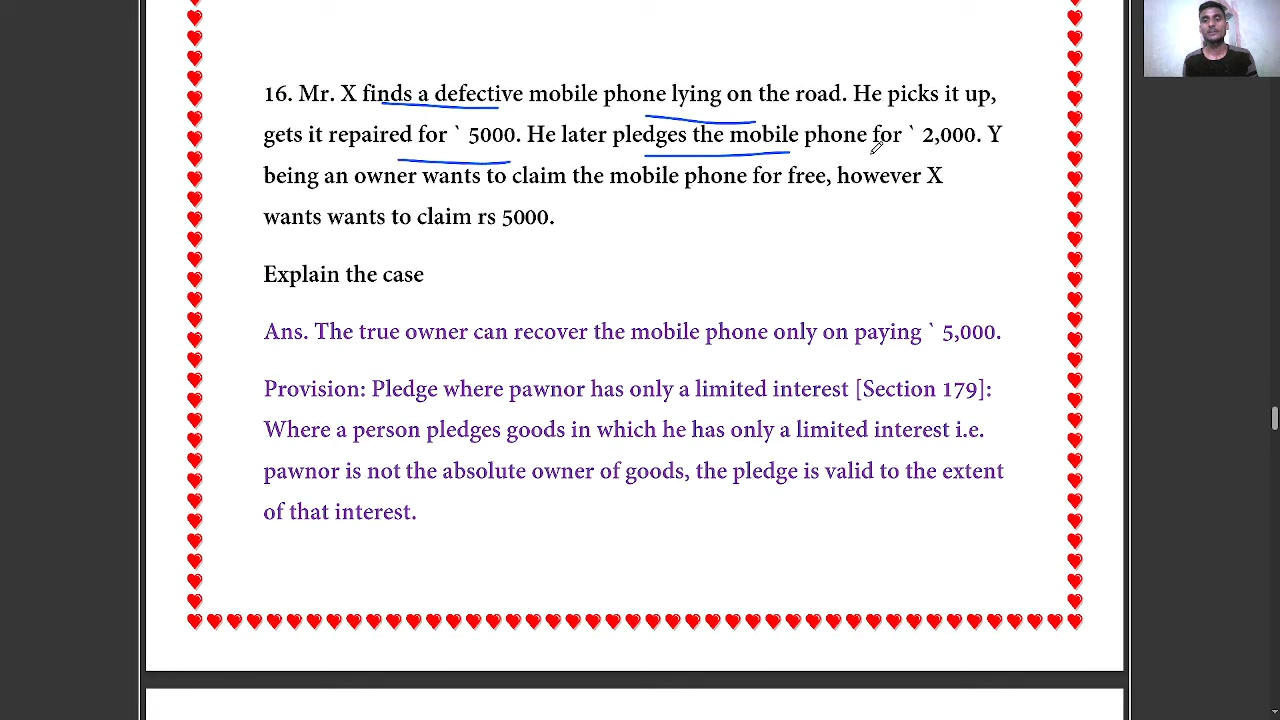 16. Mr. X finds a defective mobile phone lying on the road. He picks it up,
gets it repaired for ` 5000. He later pledges the mobile phone for ` 2,000. Y
being an owner wants to claim the mobile phone for free, however X
wants wants to claim rs 5000.
Explain the case
Ans. The true owner can recover the mobile phone only on paying ` 5,000.
Provision: Pledge where pawnor has only a limited interest [Section 179]:
Where a person pledges goods in which he has only a limited interest i.e.
pawnor is not the absolute owner of goods, the pledge is valid to the extent
of that interest.